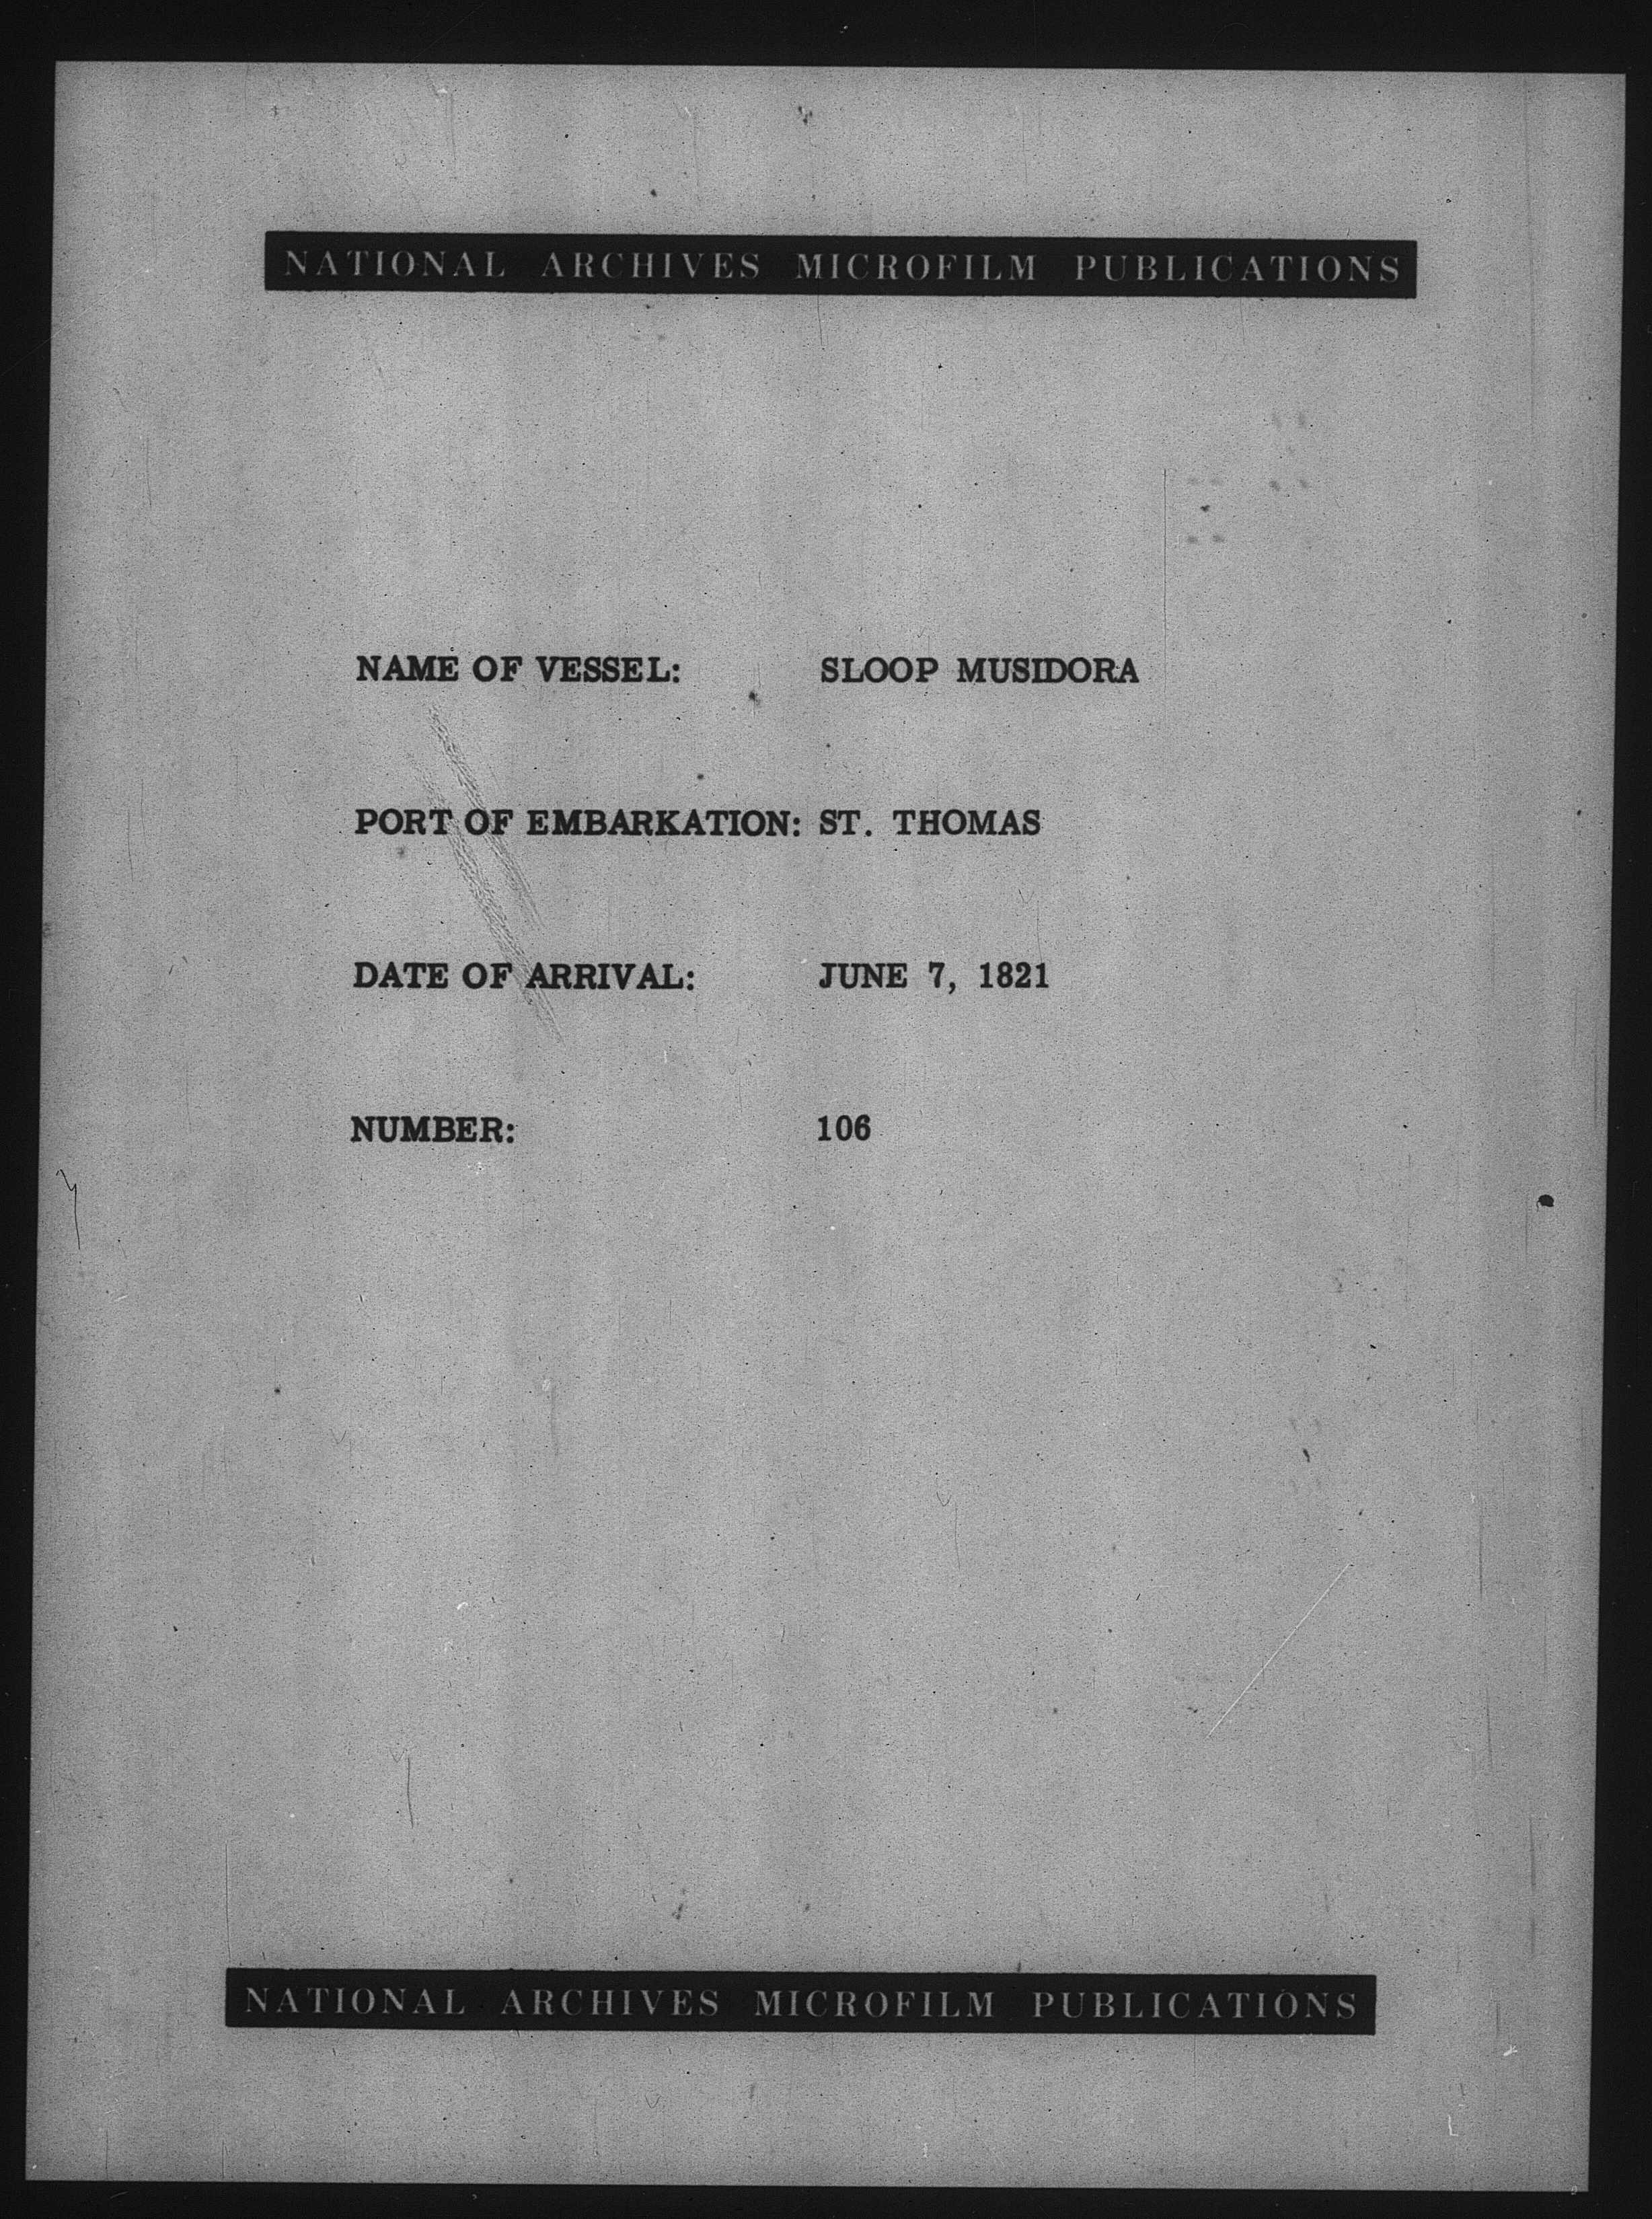 NATIONAL ARCHIVES MICROFILM PUBLICATIONS
NAME OF VESSEL: SLOOP MUSIDORA
PORT OF EMBARKATION: ST. THOMAS
DATE OF ARRIVAL: JUNE 7, 1821
NUMBER: 106
NATIONAL ARCHIVES MICROFILM PUBLICATIONS